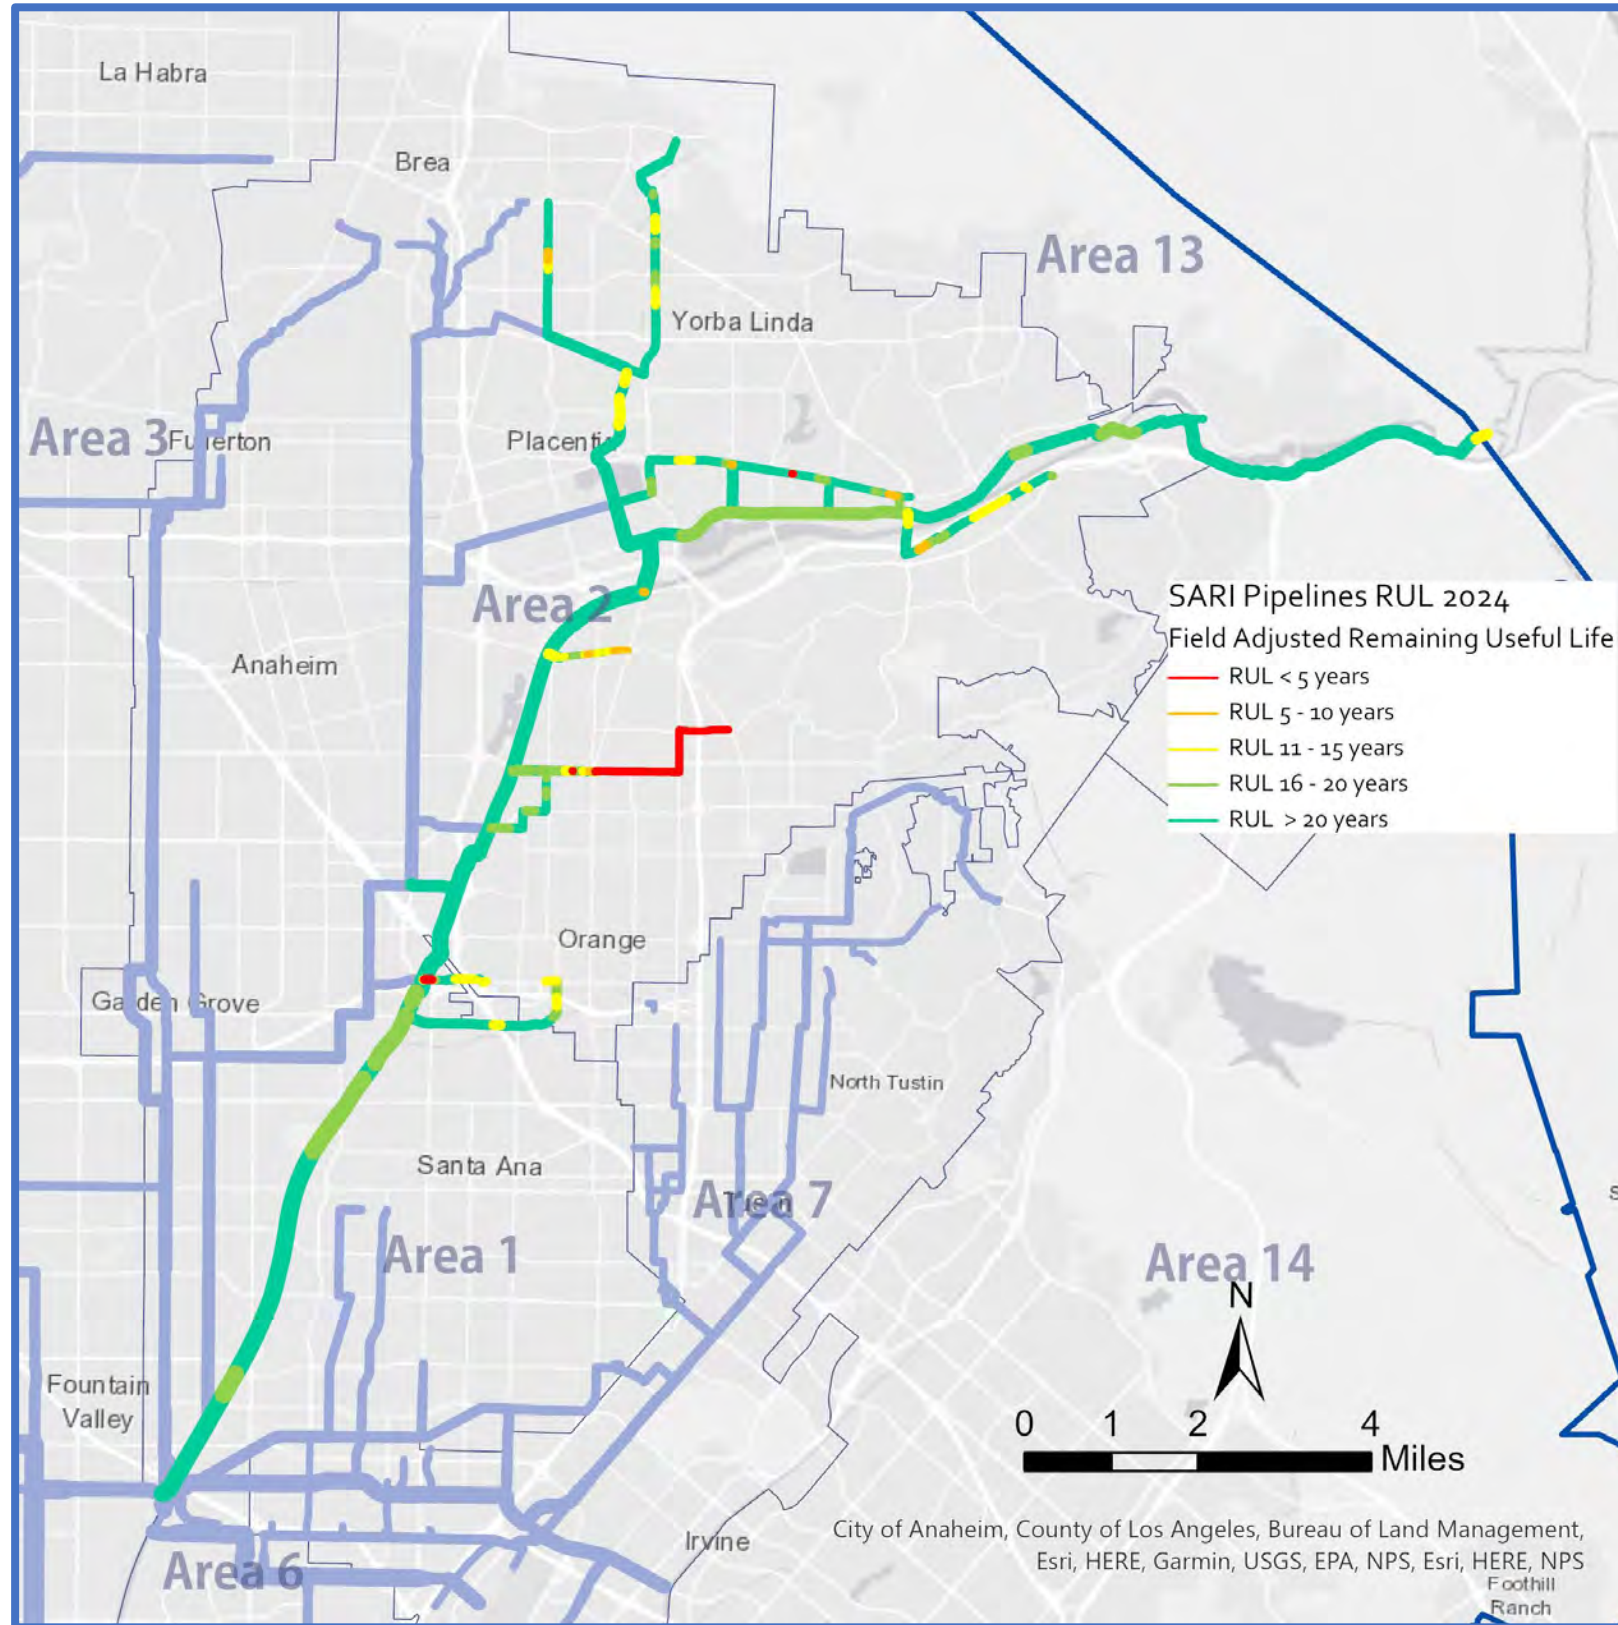 La Habra
Brea
Area 13
Yorba Linda
Area 3
Fullerton
Placentia
SARI Pipelines RUL 2024
Field Adjusted Remaining Useful Life
RUL < 5 years
RUL 5 - 10 years
RUL 11 - 15 years
RUL 16 - 20 years
RUL > 20 years
Area 2
Anaheim
Orange
Garden Grove
North Tustin
Santa Ana
Area 7
Area 1
Area 14
N
Fountain
Valley
0 1 2 4
Miles
Irvine
City of Anaheim, County of Los Angeles, Bureau of Land Management,
Esri, HERE, Garmin, USGS, EPA, NPS, Esri, HERE, NPS
Area 6
Foothill
Ranch